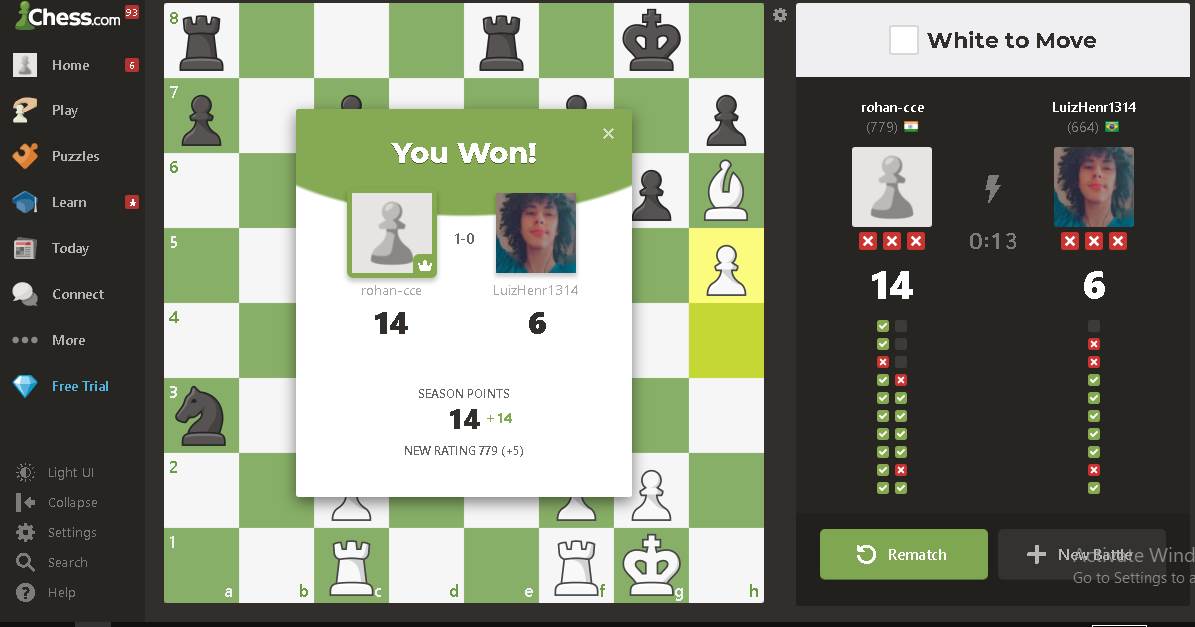 Chess.com 93
Home 6
Play
Puzzles
Learn
Today
Connect
More
Free Trial
Light UI
Collapse
Settings
Search
Help
8
7
6
5
4
3
2
1
a b c d e f g h
You Won!
1-0
rohan-cce LuizHenr1314
14 6
SEASON POINTS
14 +14
NEW RATING 779 (+5)
White to Move
rohan-cce LuizHenr1314
(779) (664)
0:13
14 6
Rematch New Battle
Activate Wind
Go to Settings to a